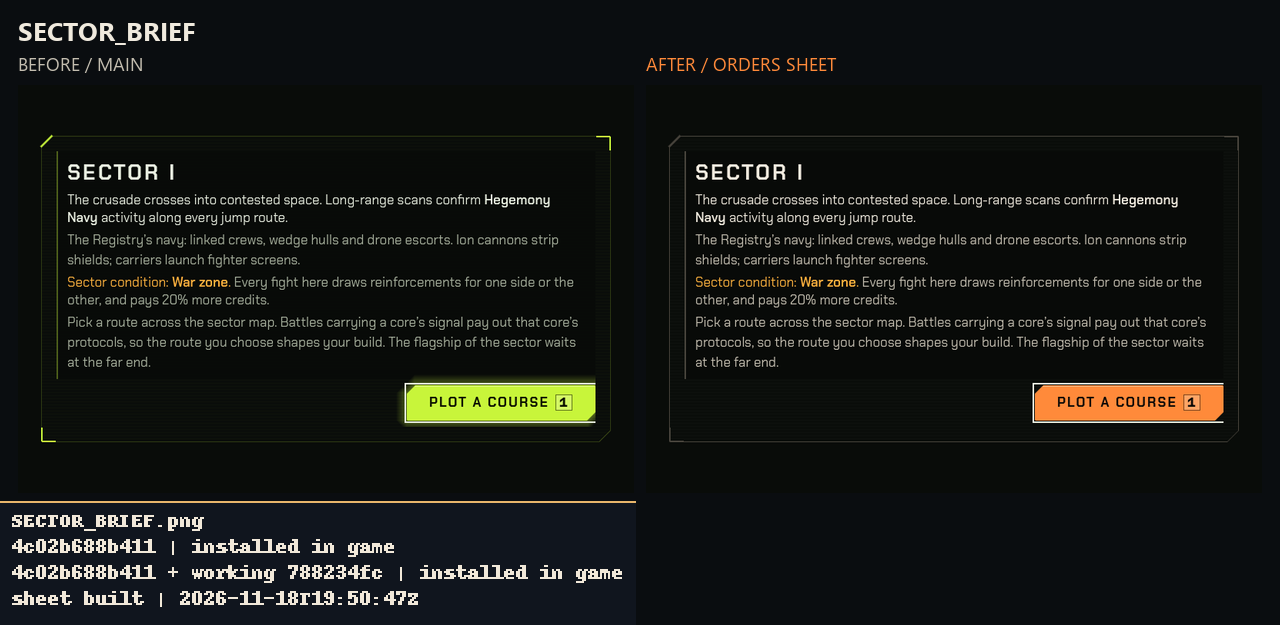 SECTOR_BRIEF
BEFORE / MAIN
AFTER / ORDERS SHEET
SECTOR I
The crusade crosses into contested space. Long-range scans confirm Hegemony
Navy activity along every jump route.
The Registry's navy: linked crews, wedge hulls and drone escorts. Ion cannons strip
shields; carriers launch fighter screens.
Sector condition: War zone. Every fight here draws reinforcements for one side or the
other, and pays 20% more credits.
Pick a route across the sector map. Battles carrying a core's signal pay out that core's
protocols, so the route you choose shapes your build. The flagship of the sector waits
at the far end.
PLOT A COURSE 1
SECTOR I
The crusade crosses into contested space. Long-range scans confirm Hegemony
Navy activity along every jump route.
The Registry's navy: linked crews, wedge hulls and drone escorts. Ion cannons strip
shields; carriers launch fighter screens.
Sector condition: War zone. Every fight here draws reinforcements for one side or the
other, and pays 20% more credits.
Pick a route across the sector map. Battles carrying a core's signal pay out that core's
protocols, so the route you choose shapes your build. The flagship of the sector waits
at the far end.
PLOT A COURSE 1
SECTOR_BRIEF.png
4c02b688b411 | installed in game
4c02b688b411 + working 788234fc | installed in game
sheet built | 2026-11-18T19:50:47Z